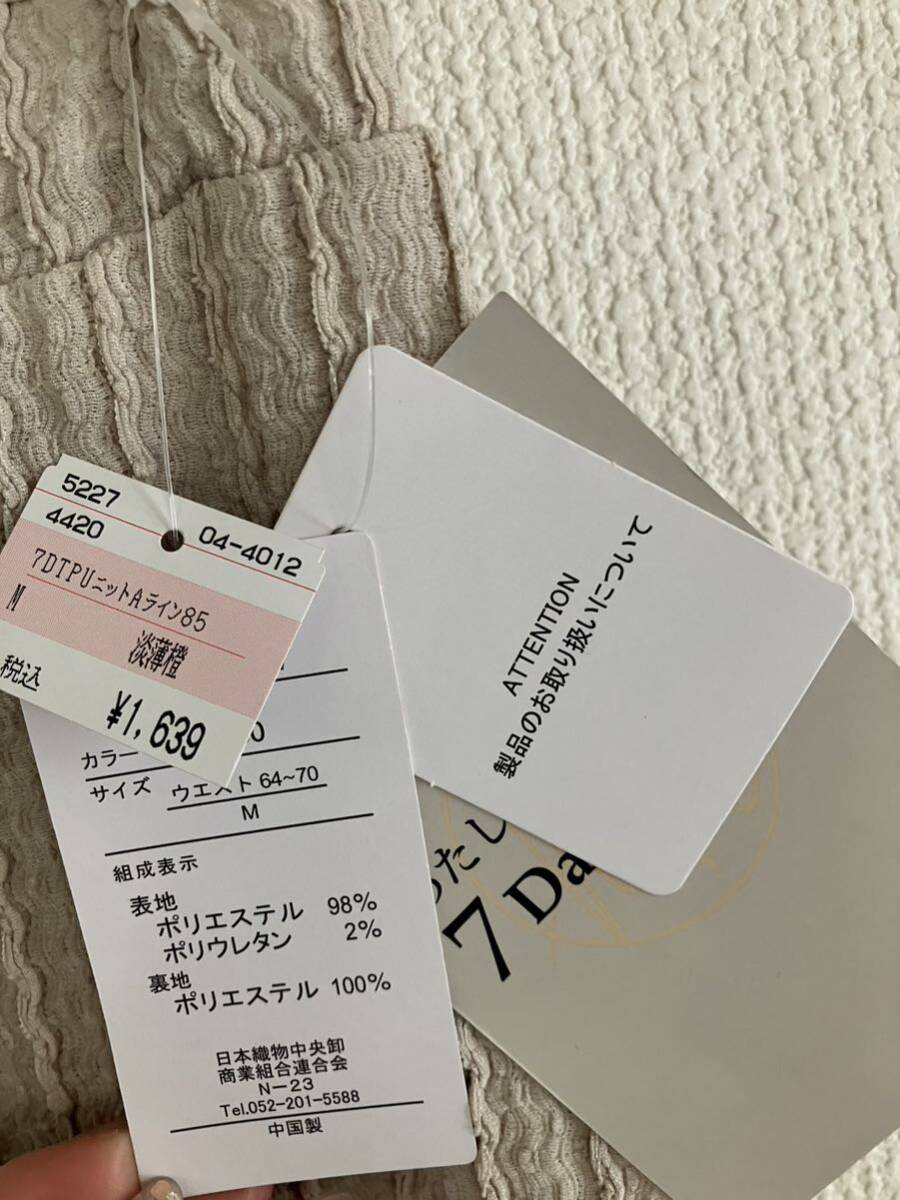 5227
4420 04-4012
7DTPUニットAライン85
M
淡薄橙
税込 ¥1,639
カラー
サイズ ウエスト 64~70
M
組成表示
表地
ポリエステル 98%
ポリウレタン 2%
裏地
ポリエステル 100%
日本織物中央卸
商業組合連合会
N-23
Tel.052-201-5588
中国製
ATTENTION
製品のお取り扱いについて
たし
7 Da